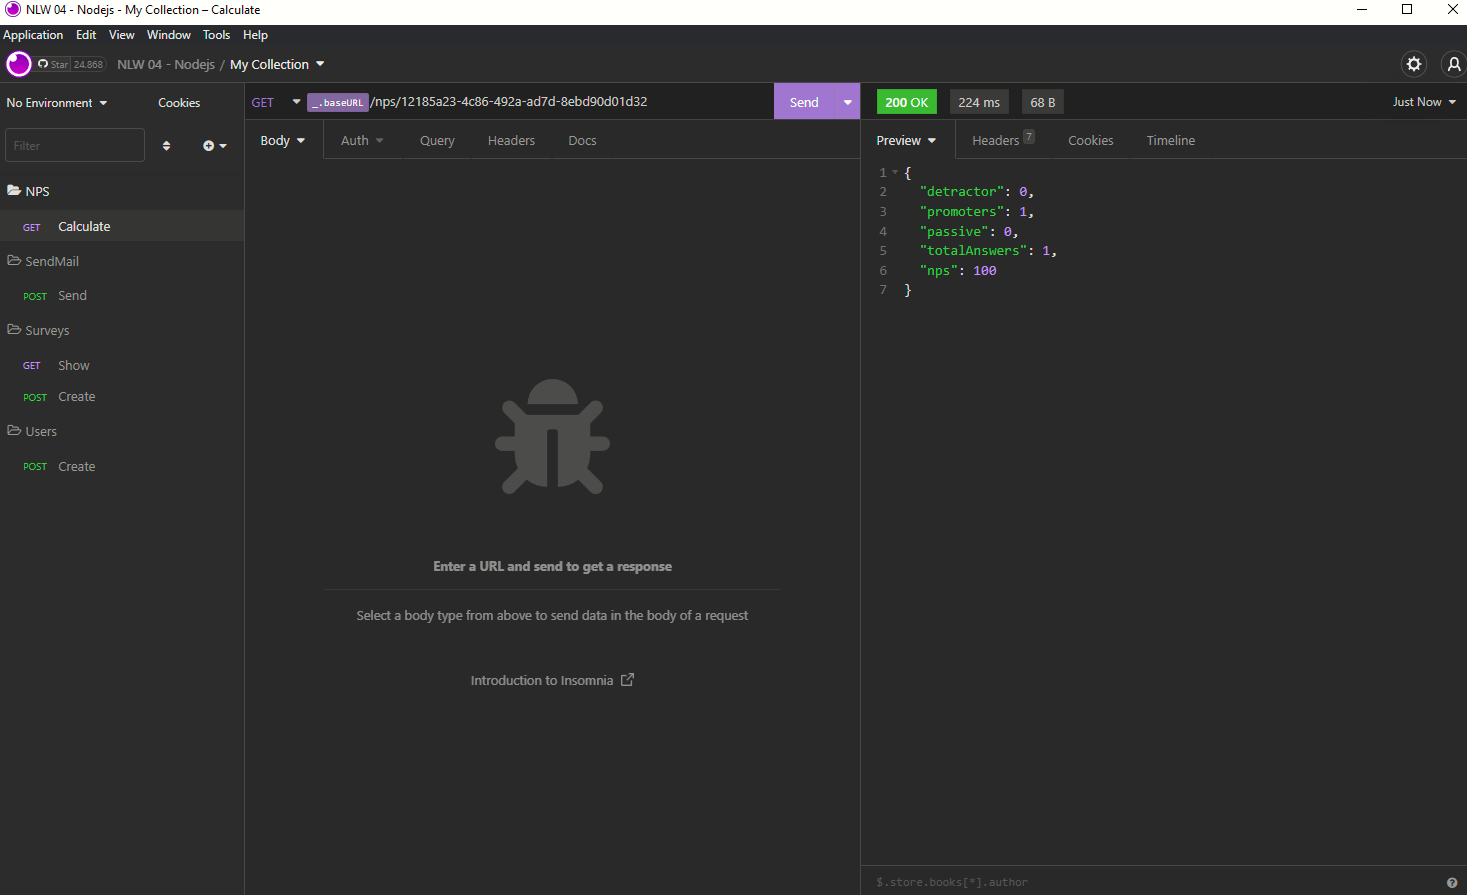 NLW 04 - Nodejs - My Collection – Calculate
Application Edit View Window Tools Help
Star 24.868 NLW 04 - Nodejs / My Collection
No Environment Cookies
Filter
NPS
GET Calculate
SendMail
POST Send
Surveys
GET Show
POST Create
Users
POST Create
GET _.baseURL /nps/12185a23-4c86-492a-ad7d-8ebd90d01d32 Send
Body Auth Query Headers Docs
Enter a URL and send to get a response
Select a body type from above to send data in the body of a request
Introduction to Insomnia
200 OK 224 ms 68 B Just Now
Preview Headers 7 Cookies Timeline
1 {
2 "detractor": 0,
3 "promoters": 1,
4 "passive": 0,
5 "totalAnswers": 1,
6 "nps": 100
7 }
$.store.books[*].author